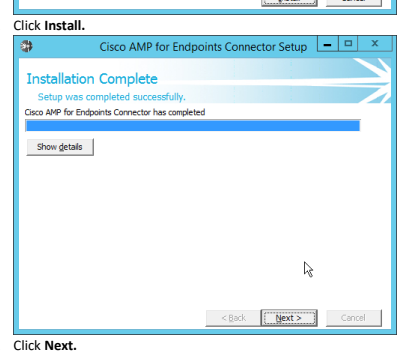 Click Install.
Cisco AMP for Endpoints Connector Setup
Installation Complete
Setup was completed successfully.
Cisco AMP for Endpoints Connector has completed
Show details
< Back Next > Cancel
Click Next.